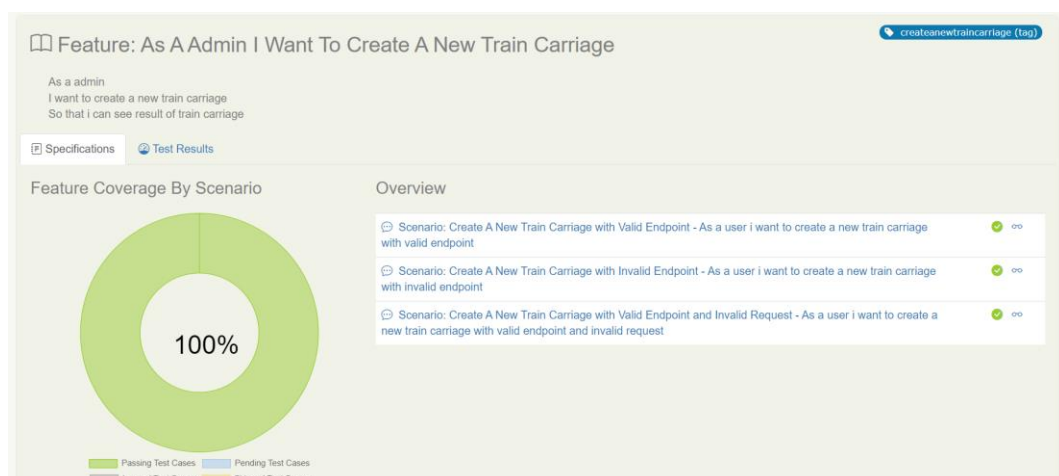 Feature: As A Admin I Want To Create A New Train Carriage
createanewtraincarriage (tag)
As a admin
I want to create a new train carriage
So that i can see result of train carriage
Specifications
Test Results
Feature Coverage By Scenario
Overview
Scenario: Create A New Train Carriage with Valid Endpoint - As a user i want to create a new train carriage
with valid endpoint
Scenario: Create A New Train Carriage with Invalid Endpoint - As a user i want to create a new train carriage
with invalid endpoint
Scenario: Create A New Train Carriage with Valid Endpoint and Invalid Request - As a user i want to create a
new train carriage with valid endpoint and invalid request
100%
Passing Test Cases
Pending Test Cases